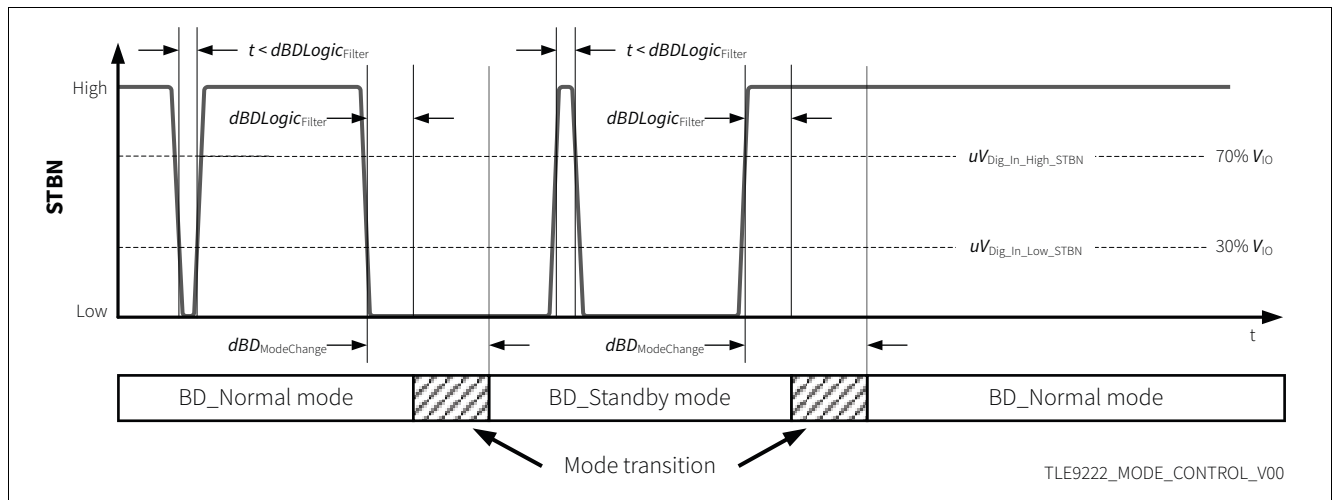 t < dBDLogicFilter t < dBDLogicFilter
High
dBDLogicFilter dBDLogicFilter
uVDig_In_High_STBN 70% VIO
STBN
uVDig_In_Low_STBN 30% VIO
Low
t
dBDModeChange dBDModeChange
BD_Normal mode BD_Standby mode BD_Normal mode
Mode transition
TLE9222_MODE_CONTROL_V00